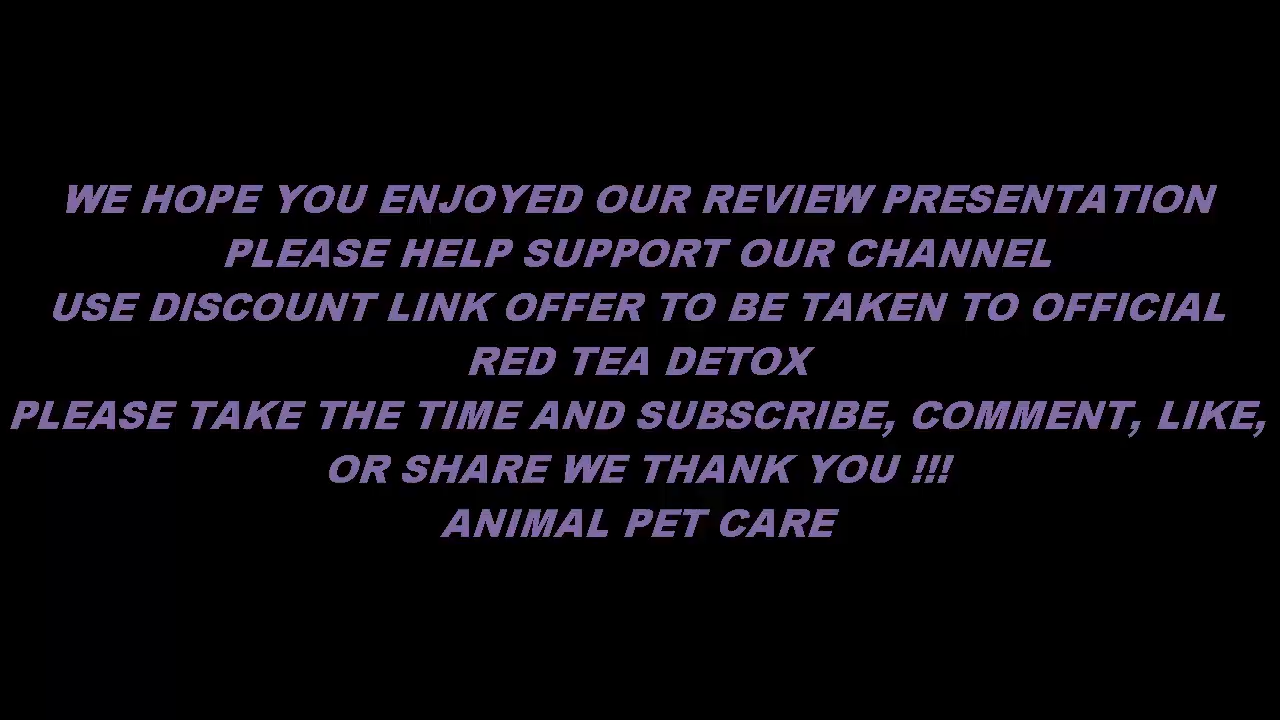 WE HOPE YOU ENJOYED OUR REVIEW PRESENTATION
PLEASE HELP SUPPORT OUR CHANNEL
USE DISCOUNT LINK OFFER TO BE TAKEN TO OFFICIAL
RED TEA DETOX
PLEASE TAKE THE TIME AND SUBSCRIBE, COMMENT, LIKE,
OR SHARE WE THANK YOU !!!
ANIMAL PET CARE